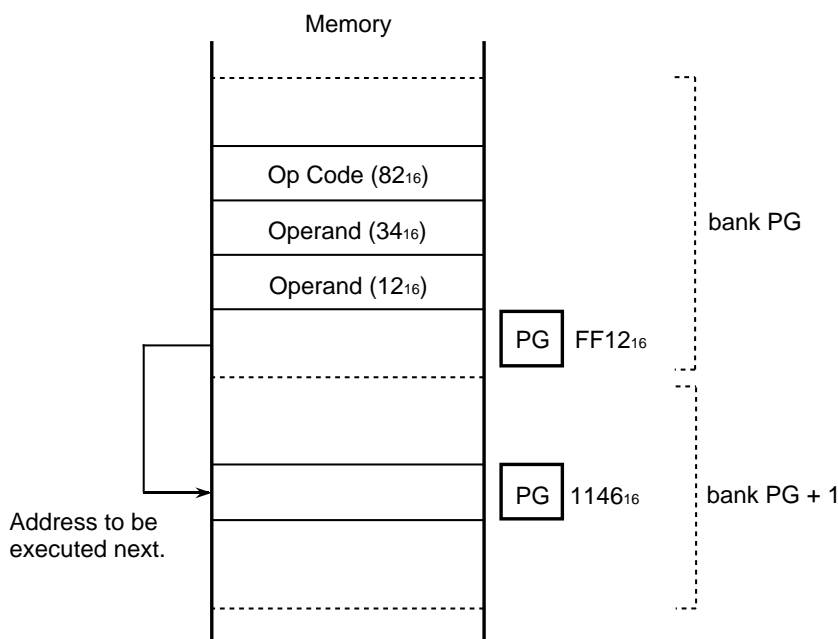 Memory
Op Code (82₁₆)
Operand (34₁₆)
bank PG
Operand (12₁₆)
PG FF12₁₆
PG 1146₁₆
bank PG + 1
Address to be
executed next.